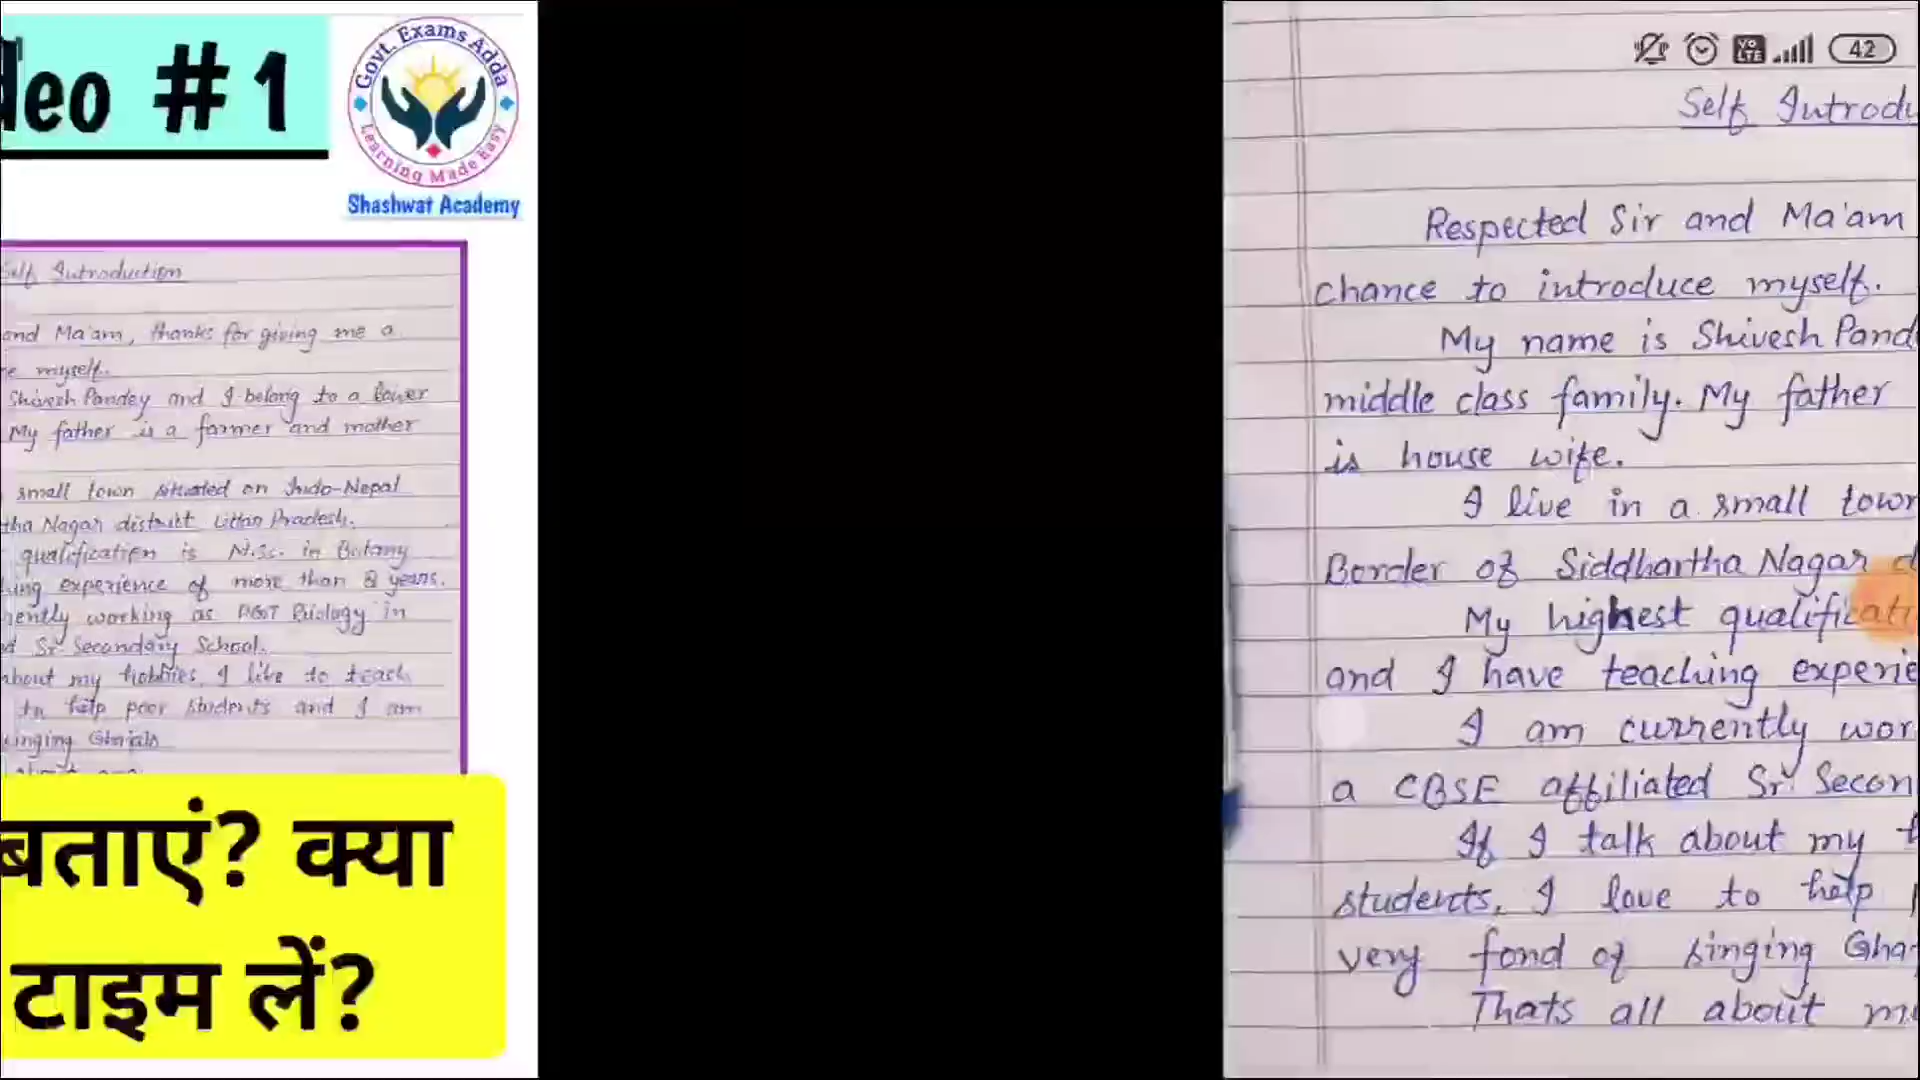 deo #1
Govt. Exams Adda
Learning Made Easy
Shashwat Academy
Self Introduction
and Ma'am, thanks for giving me a
myself.
Shivesh Pandey and I belong to a lower
My father is a farmer and mother
small town situated on Indo-Nepal
tha Nagar district Uttar Pradesh.
qualification is M.Sc. in Botany
ing experience of more than 8 years.
rently working as PGT Biology in
Sr. Secondary School.
about my hobbies, I like to teach
to help poor students and I am
singing Ghajals
बताएं? क्या
टाइम लें?
42
Self Introdu
Respected Sir and Ma'am
chance to introduce myself.
My name is Shivesh Pand
middle class family. My father
is house wife.
I live in a small town
Border of Siddhartha Nagar d
My highest qualificati
and I have teaching experie
I am currently wor
a CBSE affiliated Sr. Secon
If I talk about my
students, I love to help
very fond of singing Gha
Thats all about m